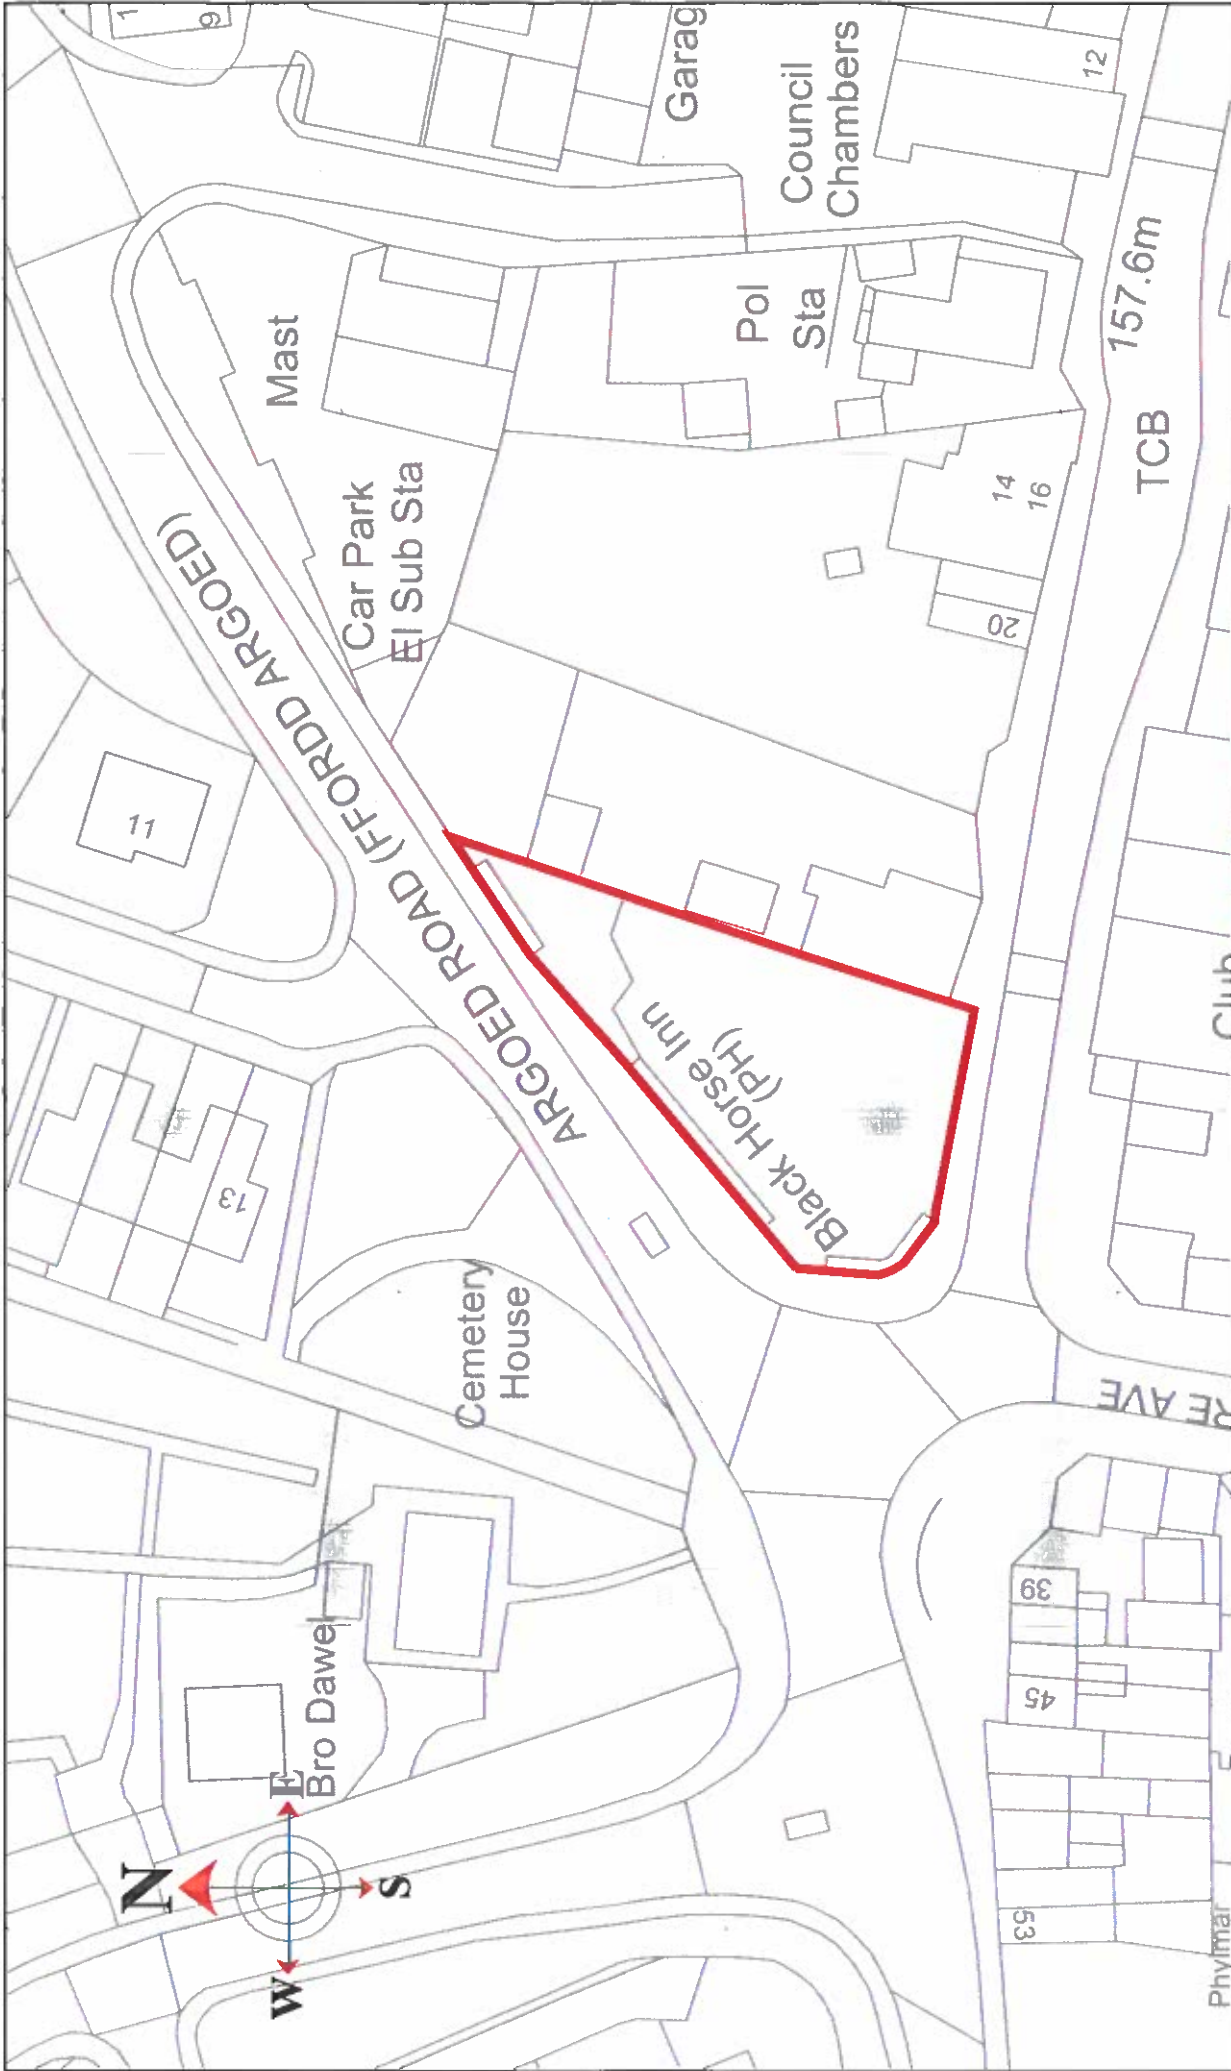 1
9
Garag
Council
Chambers
12
Mast
Pol
Sta
157.6m
Car Park
El Sub Sta
TCB
14
16
20
ARGOED ROAD (FFORDD ARGOED)
11
13
Black Horse Inn
(PH)
Club
Cemetery
House
RE AVE
39
45
53
Bro Dawel
N
E
S
W
Phylmar